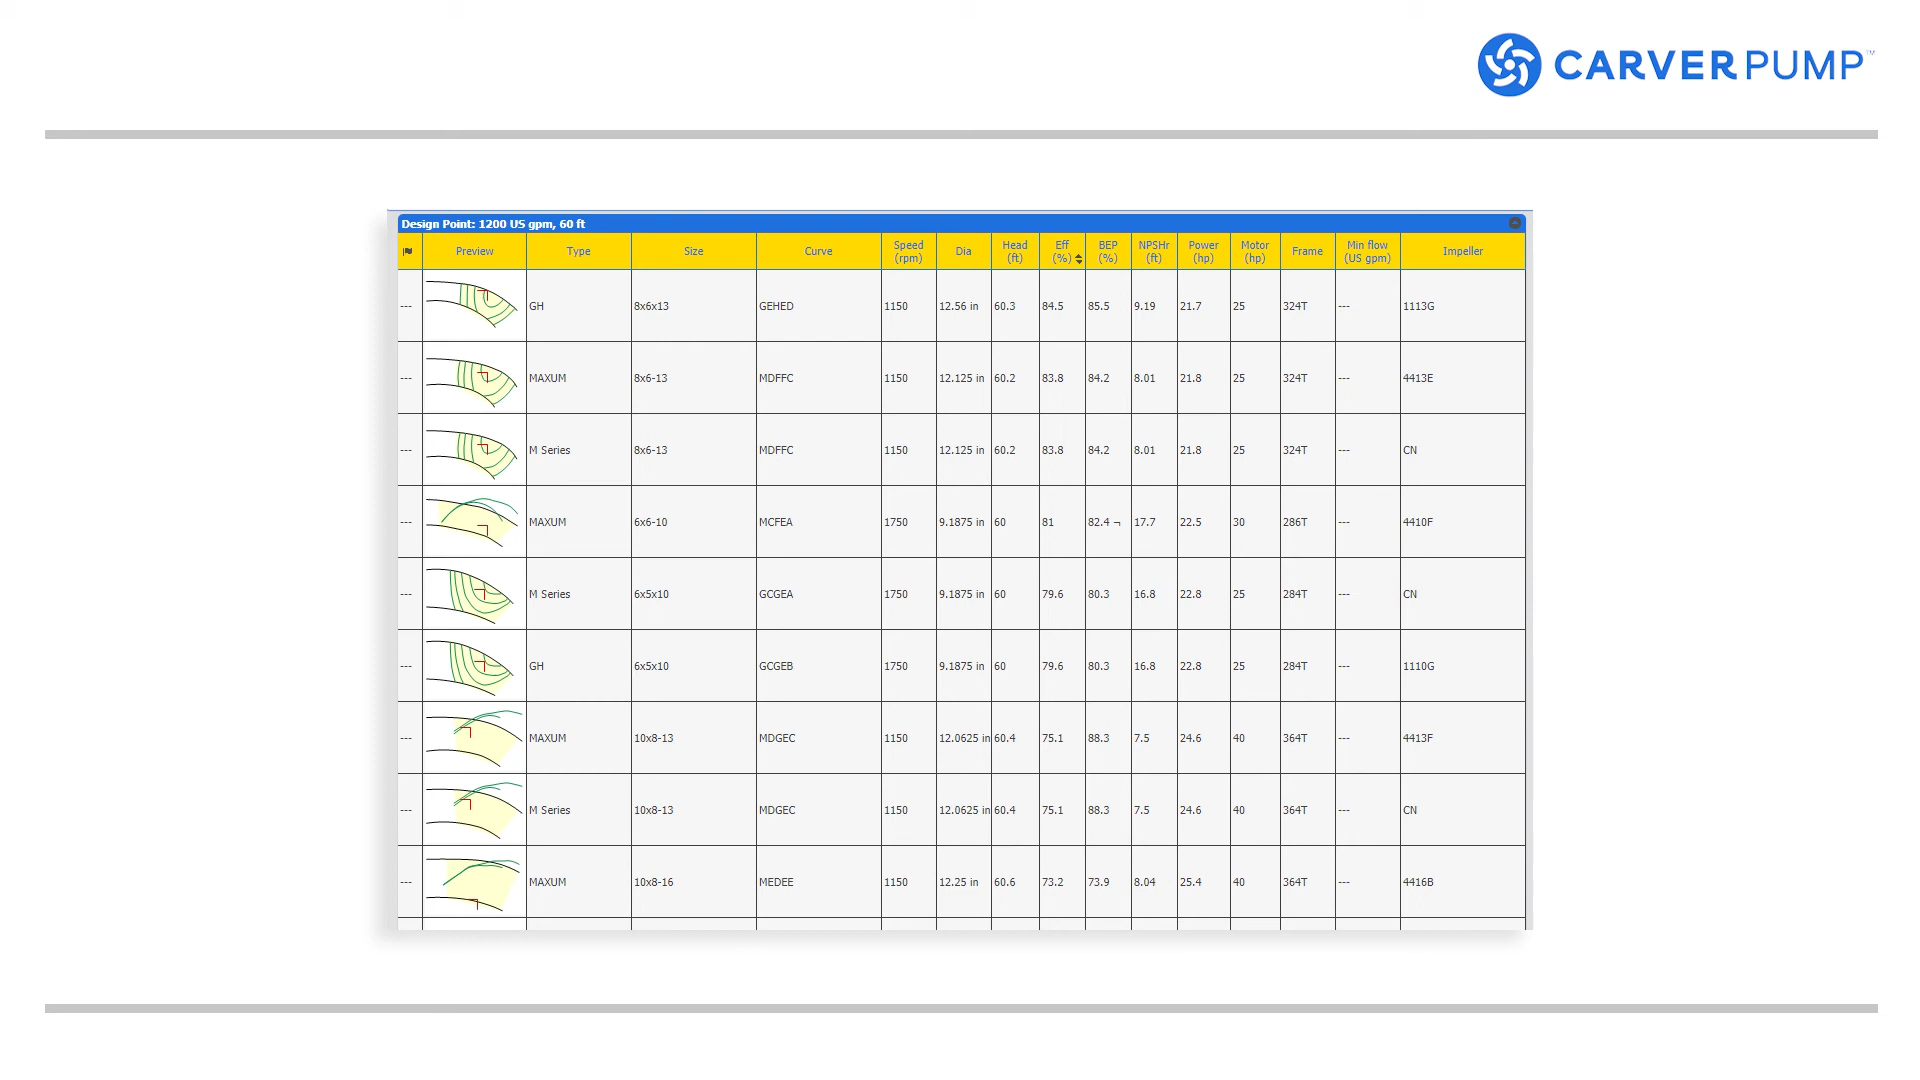 CARVER PUMP™
Design Point: 1200 US gpm, 60 ft
Preview Type Size Curve Speed (rpm) Dia Head (ft) Eff (%) BEP (%) NPSHr (ft) Power (hp) Motor (hp) Frame Min flow (US gpm) Impeller
--- GH 8x6x13 GEHED 1150 12.56 in 60.3 84.5 85.5 9.19 21.7 25 324T --- 1113G
--- MAXUM 8x6-13 MDFFC 1150 12.125 in 60.2 83.8 84.2 8.01 21.8 25 324T --- 4413E
--- M Series 8x6-13 MDFFC 1150 12.125 in 60.2 83.8 84.2 8.01 21.8 25 324T --- CN
--- MAXUM 6x6-10 MCFEA 1750 9.1875 in 60 81 82.4 ¬ 17.7 22.5 30 286T --- 4410F
--- M Series 6x5x10 GCGEA 1750 9.1875 in 60 79.6 80.3 16.8 22.8 25 284T --- CN
--- GH 6x5x10 GCGEB 1750 9.1875 in 60 79.6 80.3 16.8 22.8 25 284T --- 1110G
--- MAXUM 10x8-13 MDGEC 1150 12.0625 in 60.4 75.1 88.3 7.5 24.6 40 364T --- 4413F
--- M Series 10x8-13 MDGEC 1150 12.0625 in 60.4 75.1 88.3 7.5 24.6 40 364T --- CN
--- MAXUM 10x8-16 MEDEE 1150 12.25 in 60.6 73.2 73.9 8.04 25.4 40 364T --- 4416B